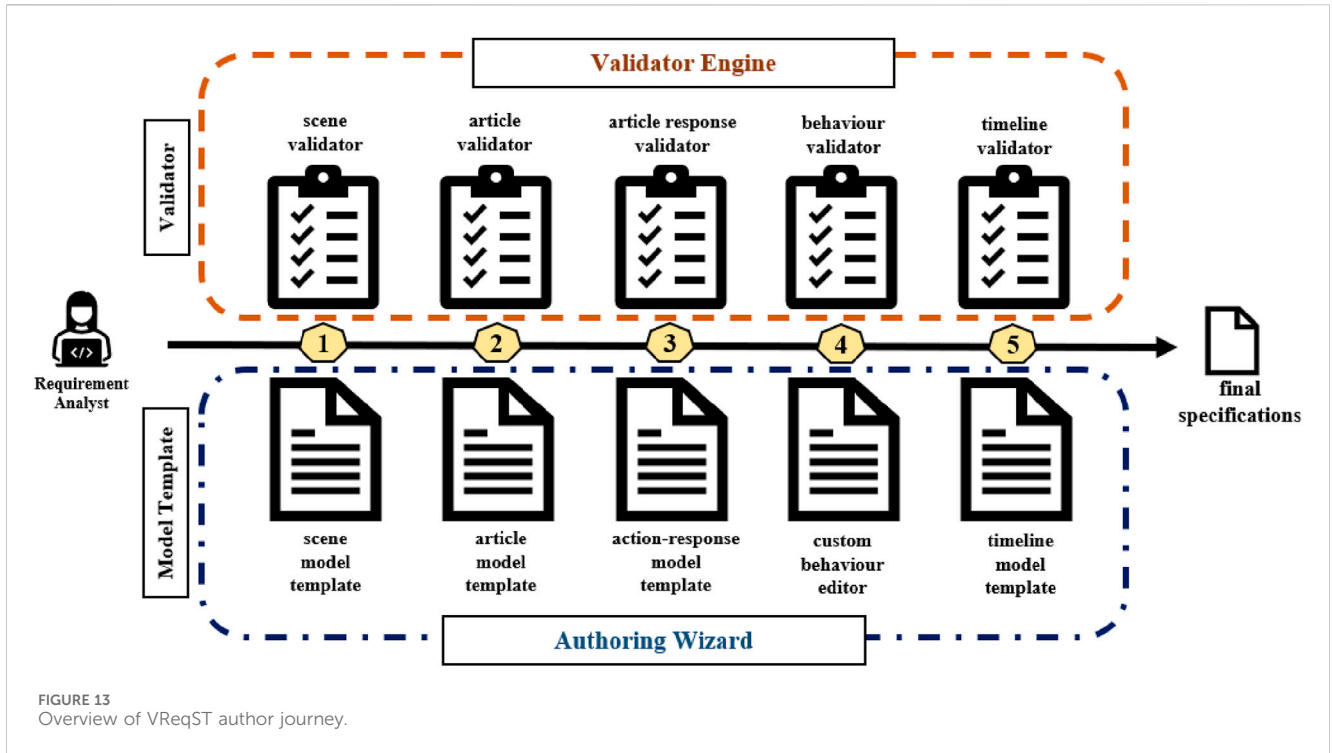 Validator Engine
Validator
scene
validator
article
validator
article response
validator
behaviour
validator
timeline
validator
</>
Requirement
Analyst
1
2
3
4
5
final
specifications
Model Template
scene
model
template
article
model
template
action-response
model
template
custom
behaviour
editor
timeline
model
template
Authoring Wizard
FIGURE 13
Overview of VReqST author journey.